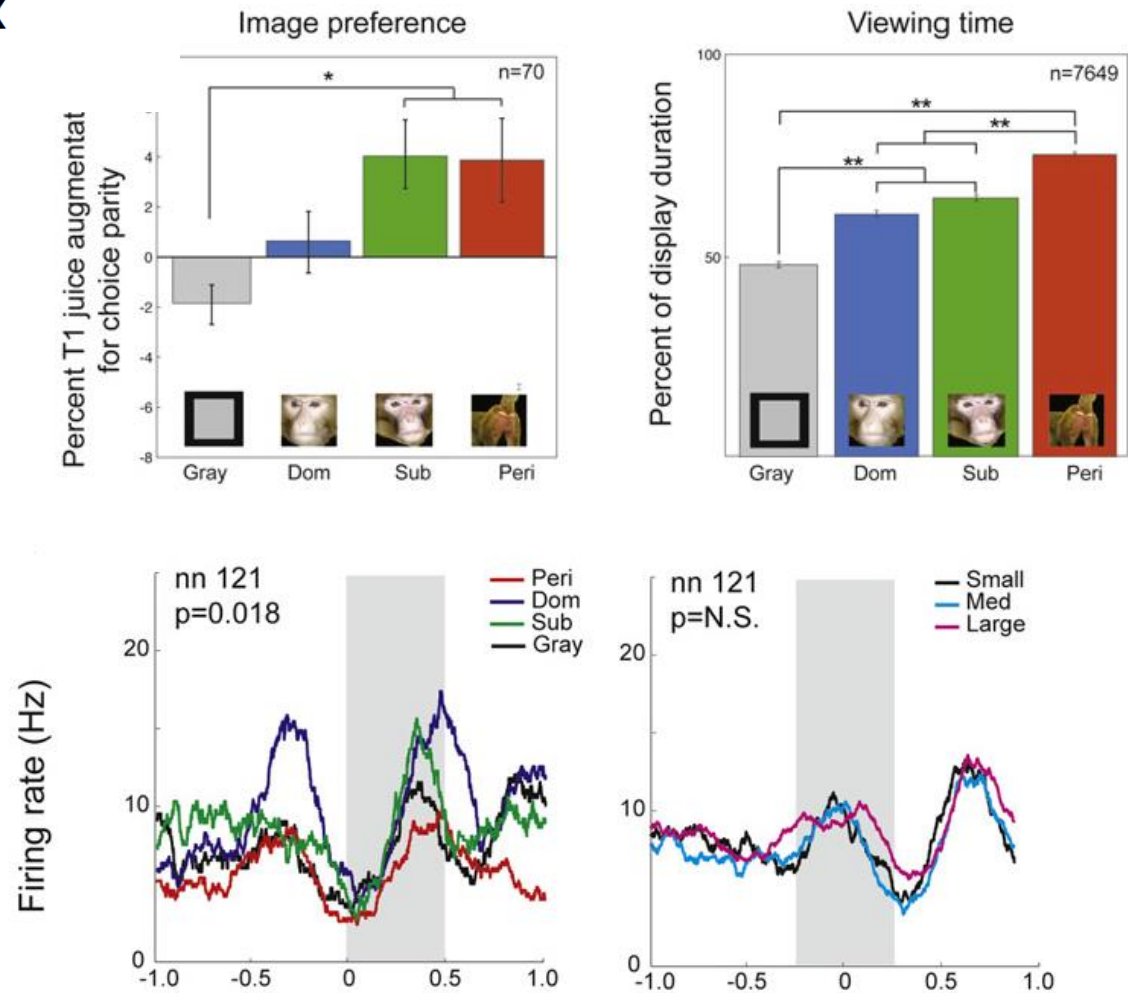 Image preference
n=70
*
Percent T1 juice augmentat
for choice parity
4
2
0
-2
-4
-6
-8
Gray Dom Sub Peri
Viewing time
n=7649
**
**
**
Percent of display duration
100
50
Gray Dom Sub Peri
nn 121
p=0.018
Peri
Dom
Sub
Gray
Firing rate (Hz)
20
10
0
-1.0 -0.5 0 0.5 1.0
nn 121
p=N.S.
Small
Med
Large
20
10
0
-1.0 -0.5 0 0.5 1.0